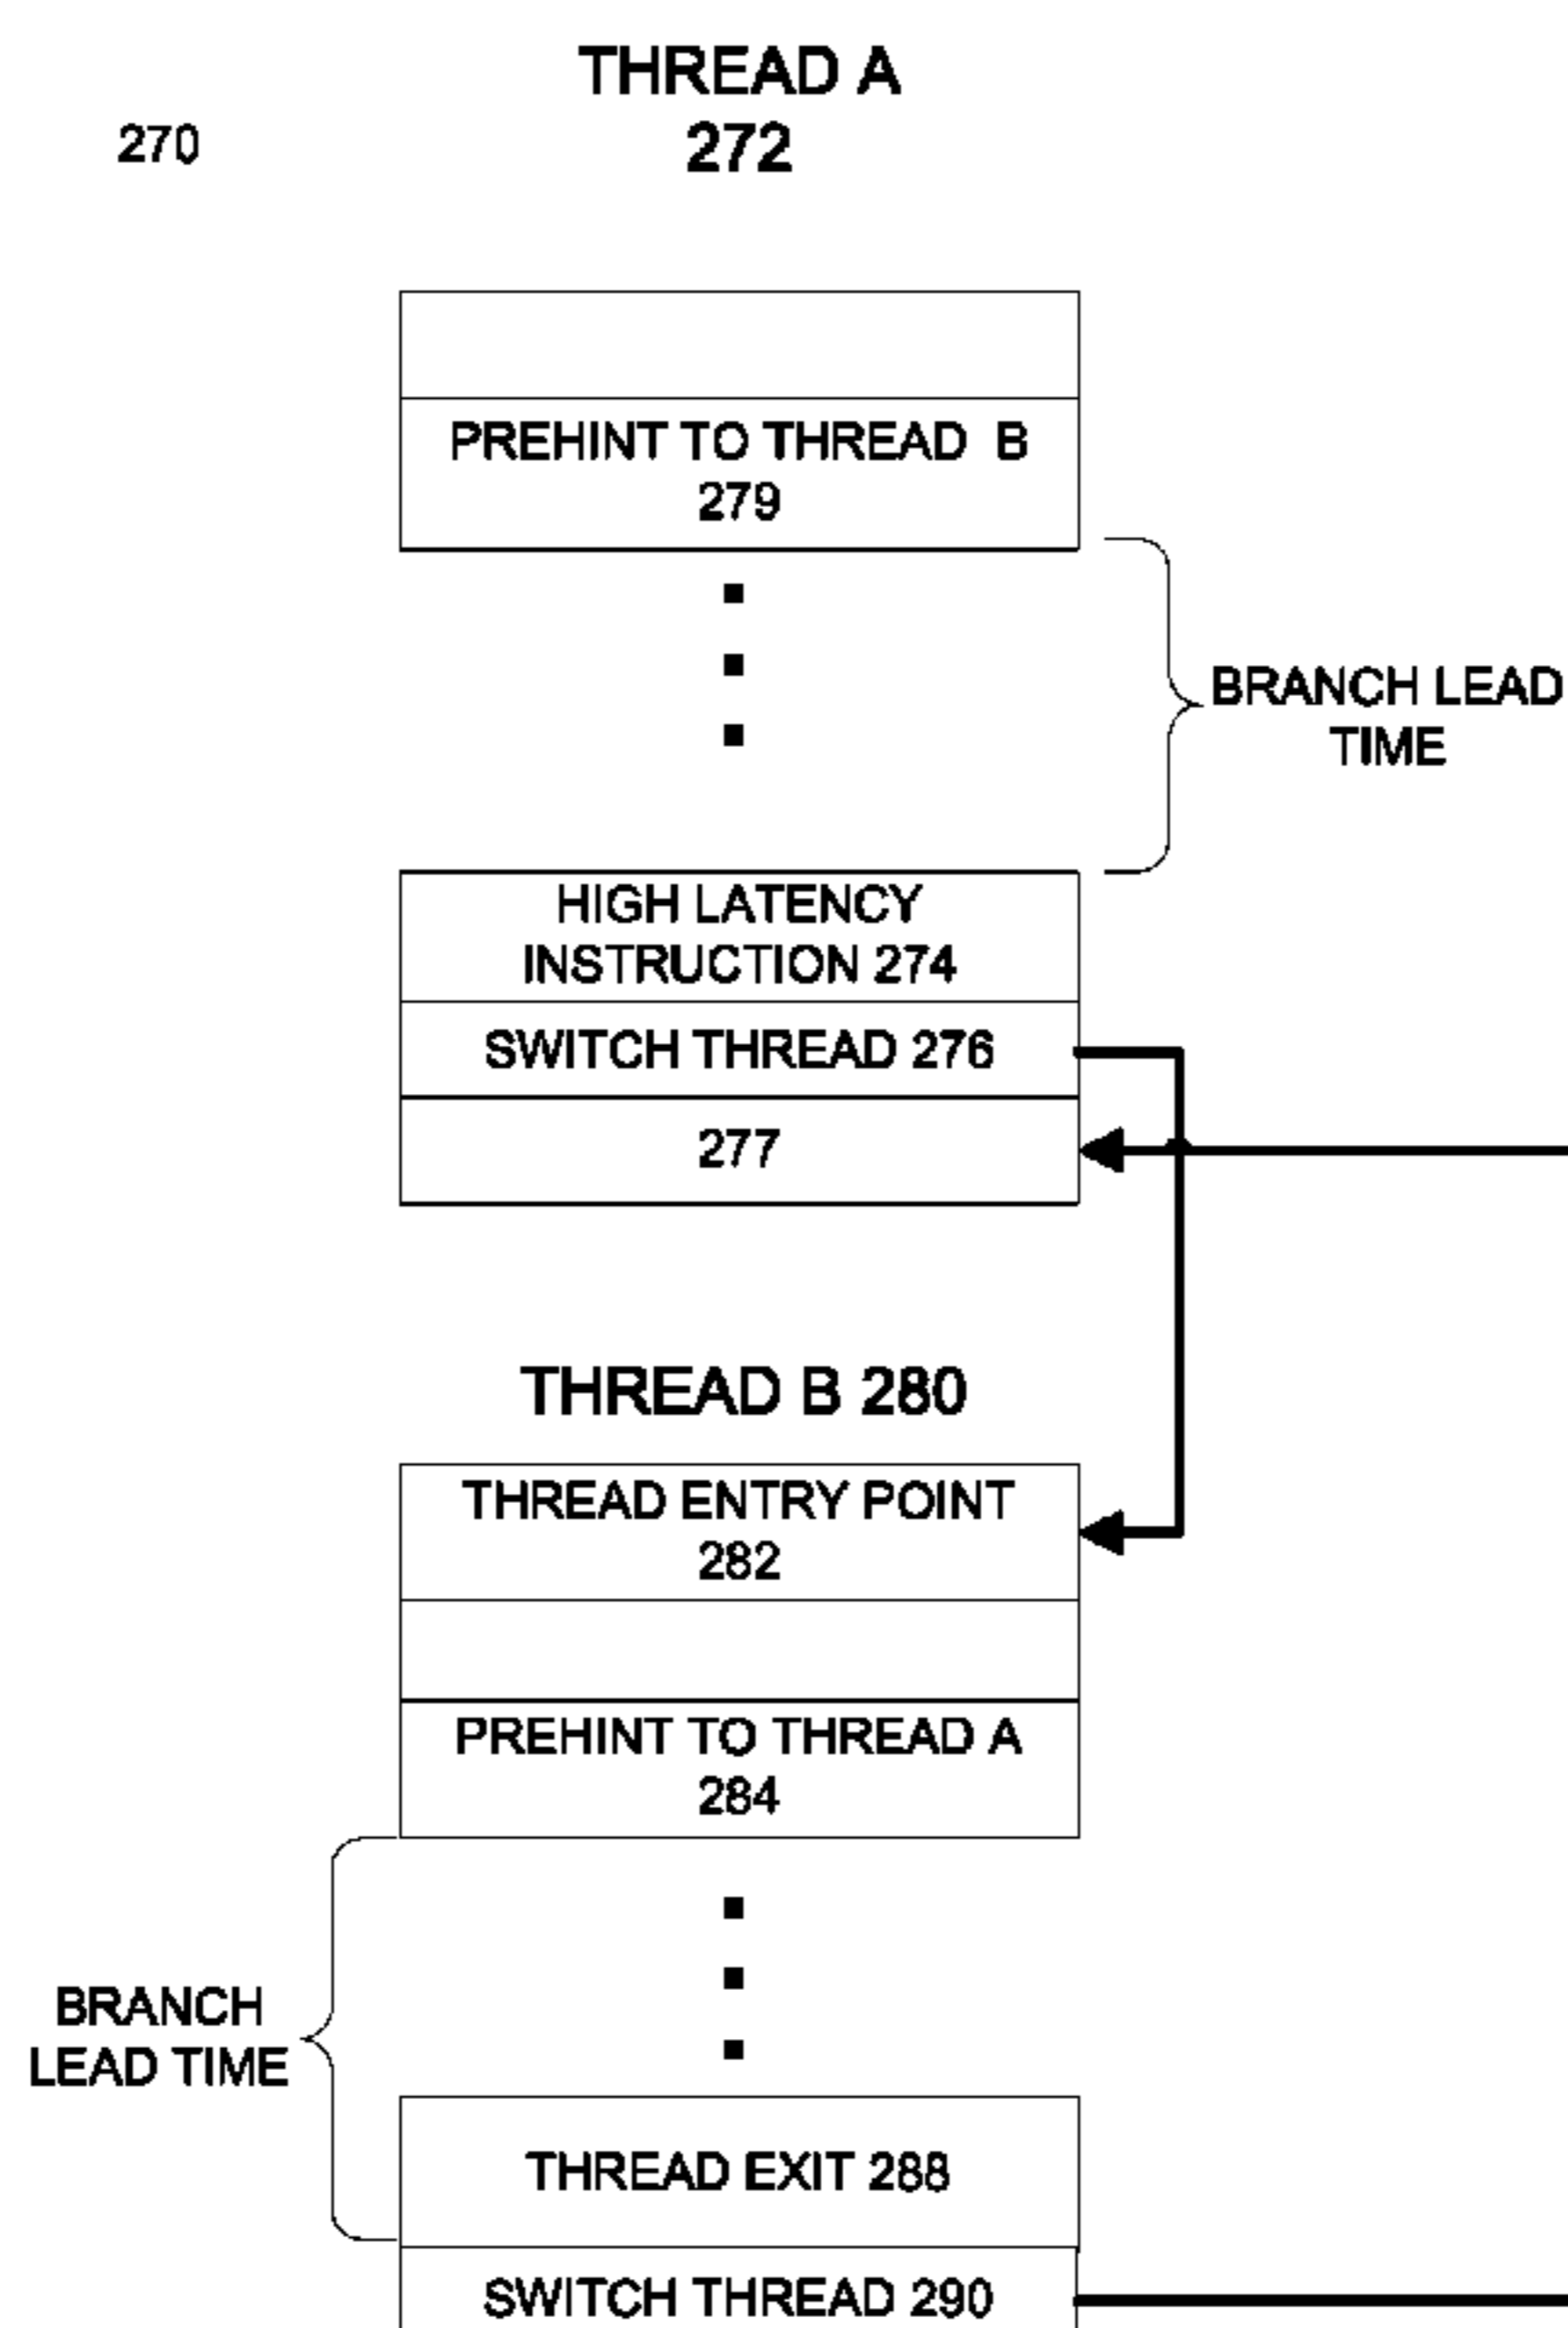 THREAD A
272
270
PREHINT TO THREAD B
279
BRANCH LEAD
TIME
HIGH LATENCY
INSTRUCTION 274
SWITCH THREAD 276
277
THREAD B 280
THREAD ENTRY POINT
282
PREHINT TO THREAD A
284
BRANCH
LEAD TIME
THREAD EXIT 288
SWITCH THREAD 290